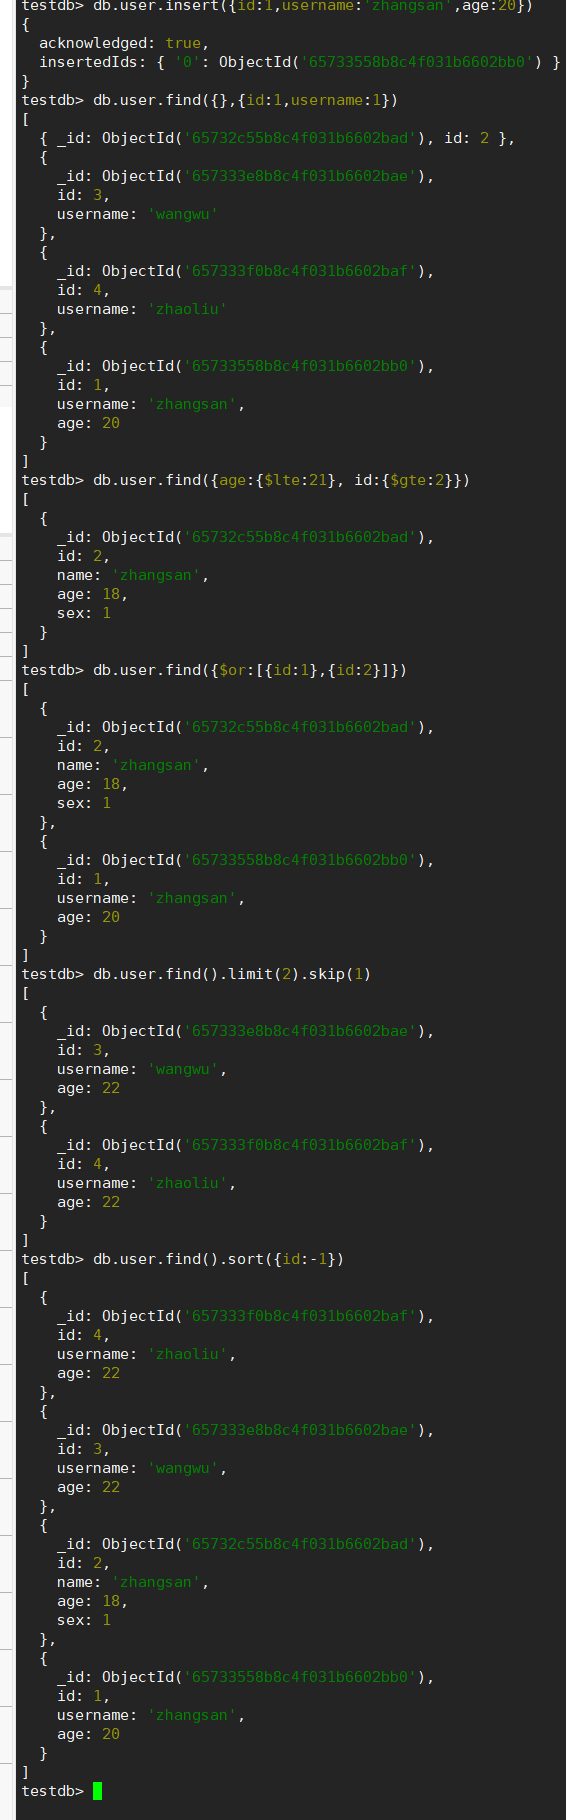 testdb> db.user.insert({id:1,username:'zhangsan',age:20})
{
  acknowledged: true,
  insertedIds: { '0': ObjectId('65733558b8c4f031b6602bb0') }
}
testdb> db.user.find({},{id:1,username:1})
[
  { _id: ObjectId('65732c55b8c4f031b6602bad'), id: 2 },
  {
    _id: ObjectId('657333e8b8c4f031b6602bae'),
    id: 3,
    username: 'wangwu'
  },
  {
    _id: ObjectId('657333f0b8c4f031b6602baf'),
    id: 4,
    username: 'zhaoliu'
  },
  {
    _id: ObjectId('65733558b8c4f031b6602bb0'),
    id: 1,
    username: 'zhangsan',
    age: 20
  }
]
testdb> db.user.find({age:{$lte:21}, id:{$gte:2}})
[
  {
    _id: ObjectId('65732c55b8c4f031b6602bad'),
    id: 2,
    name: 'zhangsan',
    age: 18,
    sex: 1
  }
]
testdb> db.user.find({$or:[{id:1},{id:2}]})
[
  {
    _id: ObjectId('65732c55b8c4f031b6602bad'),
    id: 2,
    name: 'zhangsan',
    age: 18,
    sex: 1
  },
  {
    _id: ObjectId('65733558b8c4f031b6602bb0'),
    id: 1,
    username: 'zhangsan',
    age: 20
  }
]
testdb> db.user.find().limit(2).skip(1)
[
  {
    _id: ObjectId('657333e8b8c4f031b6602bae'),
    id: 3,
    username: 'wangwu',
    age: 22
  },
  {
    _id: ObjectId('657333f0b8c4f031b6602baf'),
    id: 4,
    username: 'zhaoliu',
    age: 22
  }
]
testdb> db.user.find().sort({id:-1})
[
  {
    _id: ObjectId('657333f0b8c4f031b6602baf'),
    id: 4,
    username: 'zhaoliu',
    age: 22
  },
  {
    _id: ObjectId('657333e8b8c4f031b6602bae'),
    id: 3,
    username: 'wangwu',
    age: 22
  },
  {
    _id: ObjectId('65732c55b8c4f031b6602bad'),
    id: 2,
    name: 'zhangsan',
    age: 18,
    sex: 1
  },
  {
    _id: ObjectId('65733558b8c4f031b6602bb0'),
    id: 1,
    username: 'zhangsan',
    age: 20
  }
]
testdb>